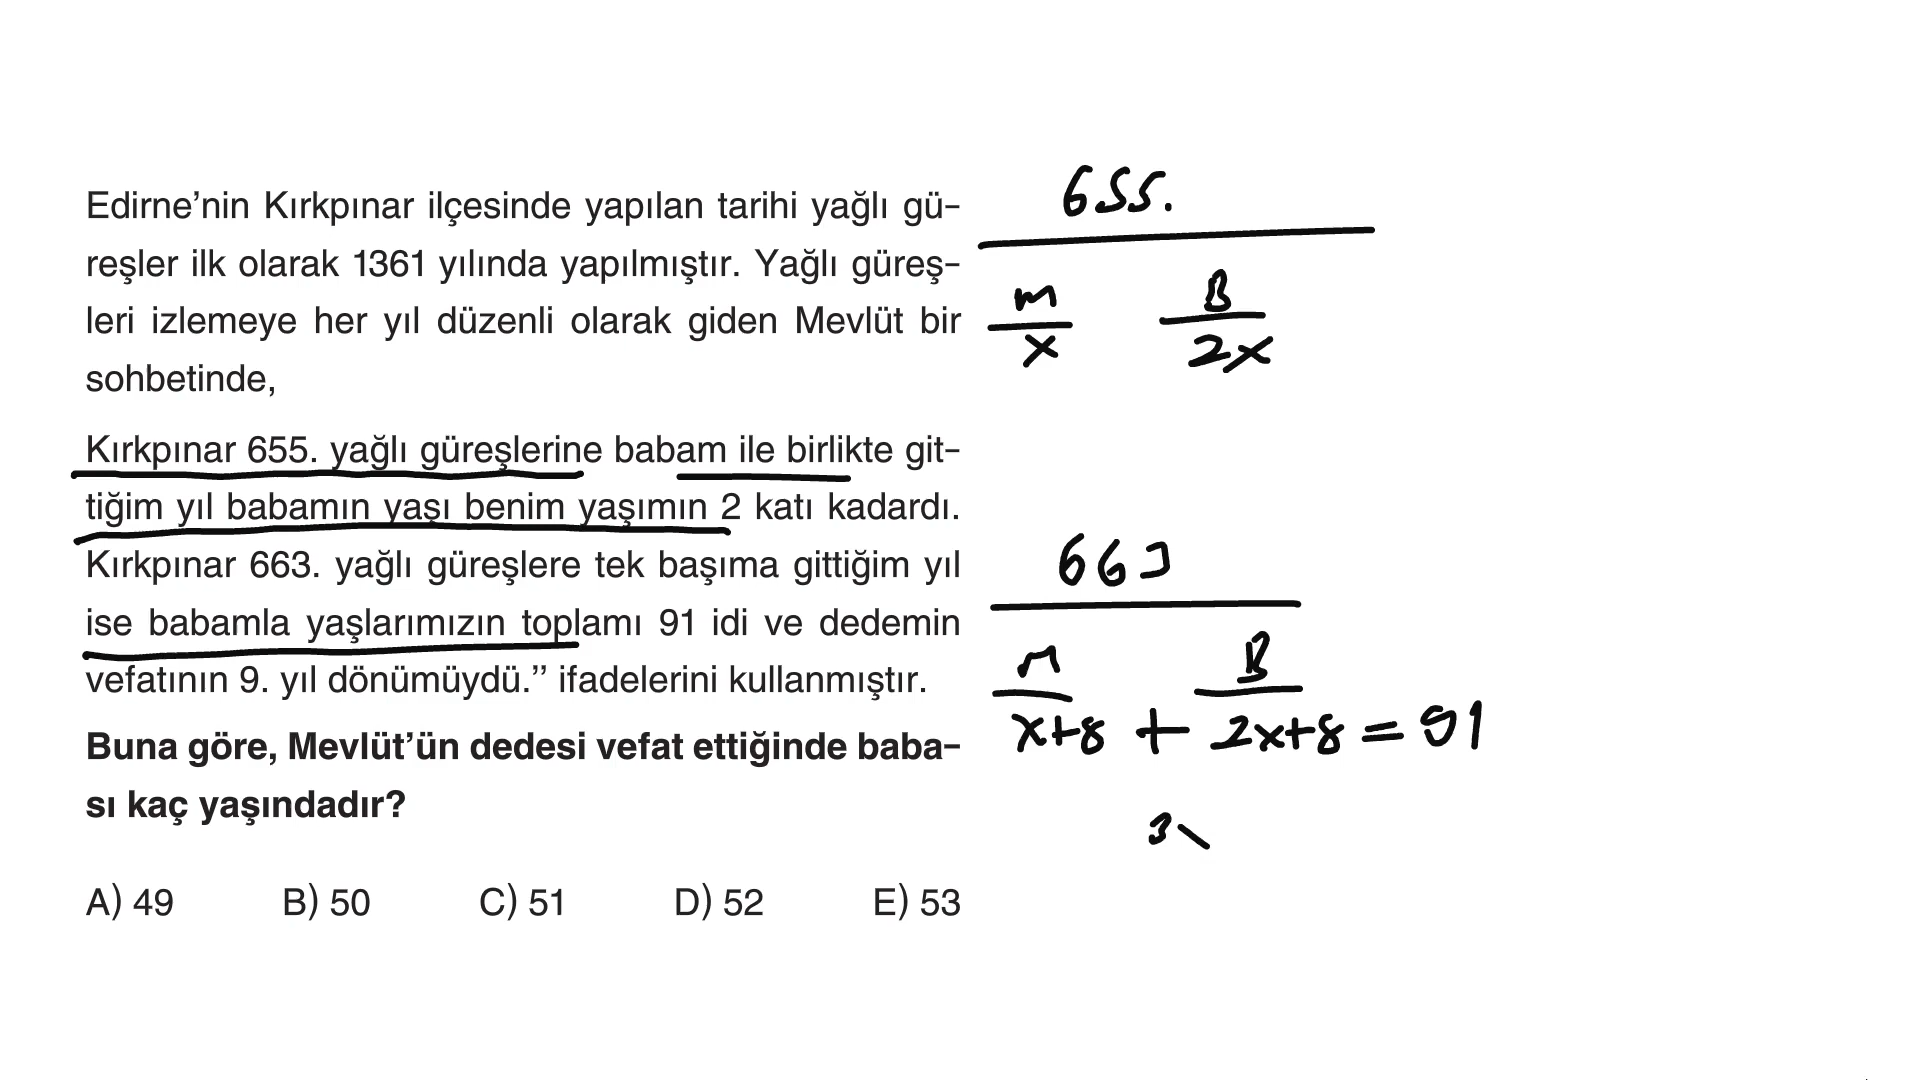 Edirne’nin Kırkpınar ilçesinde yapılan tarihi yağlı gü-
reşler ilk olarak 1361 yılında yapılmıştır. Yağlı güreş-
leri izlemeye her yıl düzenli olarak giden Mevlüt bir
sohbetinde,
Kırkpınar 655. yağlı güreşlerine babam ile birlikte git-
tiğim yıl babamın yaşı benim yaşımın 2 katı kadardı.
Kırkpınar 663. yağlı güreşlere tek başıma gittiğim yıl
ise babamla yaşlarımızın toplamı 91 idi ve dedemin
vefatının 9. yıl dönümüydü.’’ ifadelerini kullanmıştır.
Buna göre, Mevlüt’ün dedesi vefat ettiğinde baba-
sı kaç yaşındadır?
A) 49 B) 50 C) 51 D) 52 E) 53
655.
m B
x 2x
663
m B
x+8 + 2x+8 = 91
3